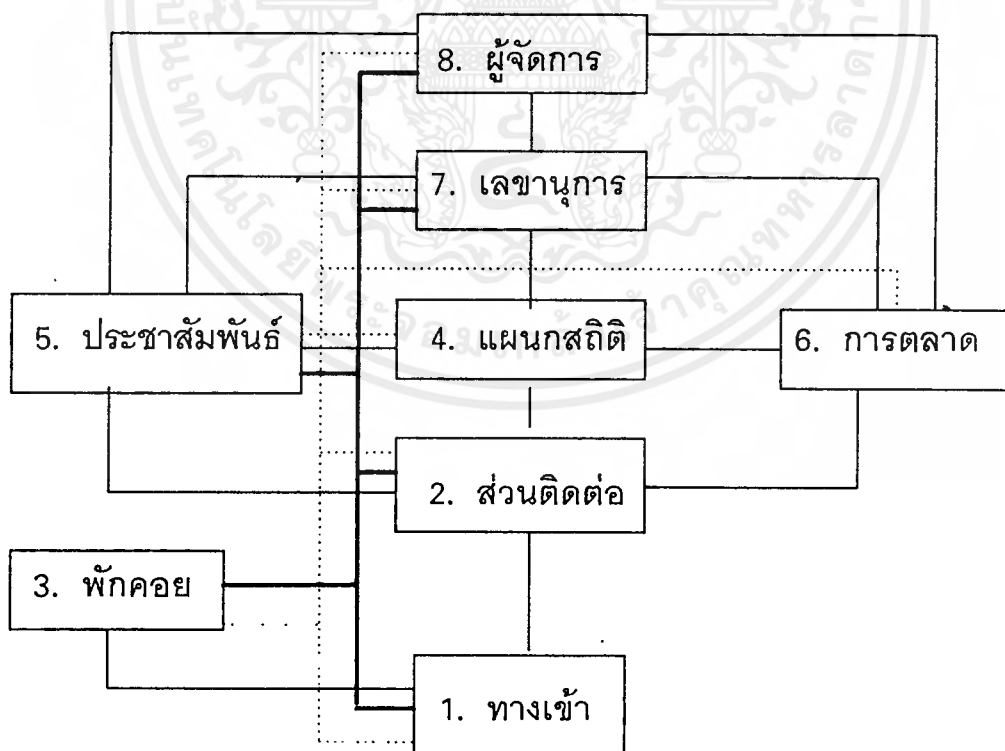 8. ผู้จัดการ
7. เลขานุการ
5. ประชาสัมพันธ์
4. แผนกสถิติ
6. การตลาด
2. ส่วนติดต่อ
3. พักคอย
1. ทางเข้า